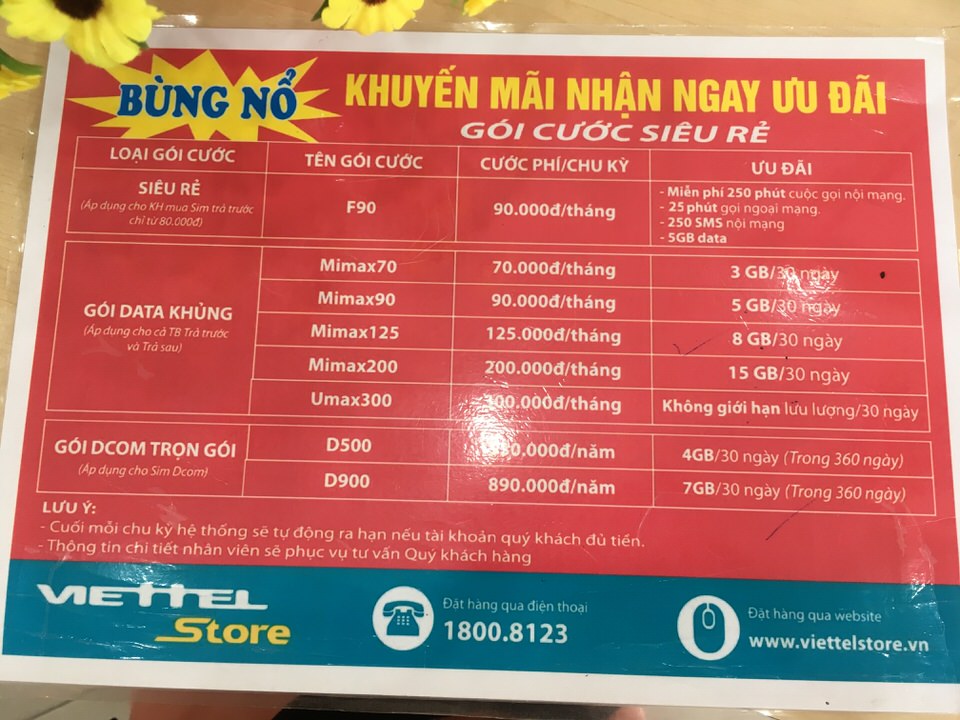 BÙNG NỔ
KHUYẾN MÃI NHẬN NGAY ƯU ĐÃI
GÓI CƯỚC SIÊU RẺ
LOẠI GÓI CƯỚC TÊN GÓI CƯỚC CƯỚC PHÍ/CHU KỲ ƯU ĐÃI
SIÊU RẺ
(Áp dụng cho KH mua Sim trả trước
chỉ từ 80.000đ)
F90
90.000đ/tháng
- Miễn phí 250 phút cuộc gọi nội mạng.
- 25 phút gọi ngoại mạng.
- 250 SMS nội mạng
- 5GB data
GÓI DATA KHỦNG
(Áp dụng cho cả TB Trả trước
và Trả sau)
Mimax70 70.000đ/tháng 3 GB/30 ngày
Mimax90 90.000đ/tháng 5 GB/30 ngày
Mimax125 125.000đ/tháng 8 GB/30 ngày
Mimax200 200.000đ/tháng 15 GB/30 ngày
Umax300 Không giới hạn lưu lượng/30 ngày
GÓI DCOM TRỌN GÓI
(Áp dụng cho Sim Dcom)
D500 4GB/30 ngày (Trong 360 ngày)
D900 890.000đ/năm 7GB/30 ngày (Trong 360 ngày)
LƯU Ý:
- Cuối mỗi chu kỳ hệ thống sẽ tự động ra hạn nếu tài khoản quý khách đủ tiền.
- Thông tin chi tiết nhân viên sẽ phục vụ tư vấn Quý khách hàng
VIETTEL
Store
Đặt hàng qua điện thoại
1800.8123
Đặt hàng qua website
www.viettelstore.vn